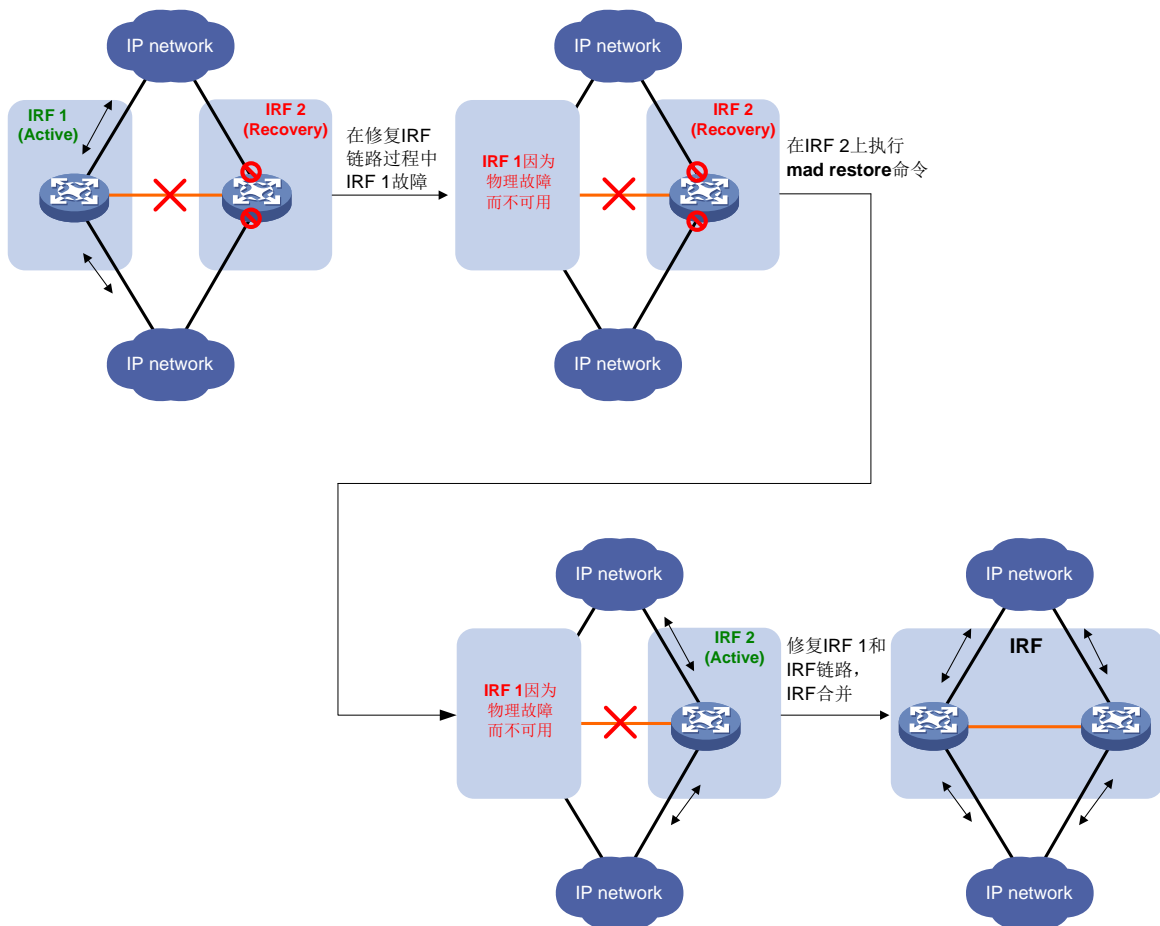 IP network
IRF 1
(Active)
IRF 2
(Recovery)
IP network
在修复IRF
链路过程中
IRF 1故障
IP network
IRF 1因为
物理故障
而不可用
IRF 2
(Recovery)
IP network
在IRF 2上执行
mad restore命令
IP network
IRF 1因为
物理故障
而不可用
IRF 2
(Active)
IP network
修复IRF 1和
IRF链路，
IRF合并
IP network
IRF
IP network